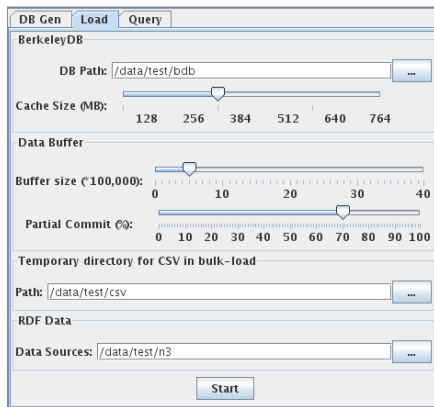 DB Gen Load Query
BerkeleyDB
DB Path: /data/test/bdb ...
Cache Size (MB):
128 256 384 512 640 764
Data Buffer
Buffer size (*100,000):
0 10 20 30 40
Partial Commit (%):
0 10 20 30 40 50 60 70 80 90 100
Temporary directory for CSV in bulk-load
Path: /data/test/csv ...
RDF Data
Data Sources: /data/test/n3 ...
Start